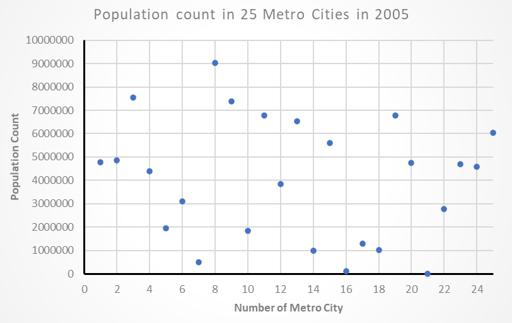 Population count in 25 Metro Cities in 2005
10000000
9000000
8000000
7000000
6000000
5000000
4000000
3000000
2000000
1000000
0
Population Count
0 2 4 6 8 10 12 14 16 18 20 22 24
Number of Metro City